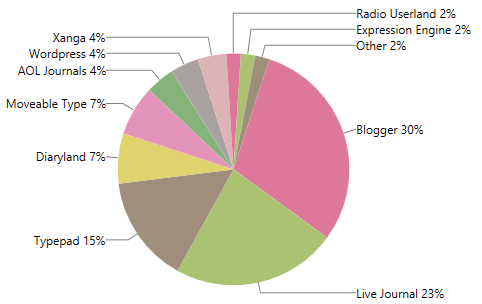 Radio Userland 2%
Expression Engine 2%
Other 2%
Blogger 30%
Live Journal 23%
Typepad 15%
Diaryland 7%
Moveable Type 7%
AOL Journals 4%
Wordpress 4%
Xanga 4%